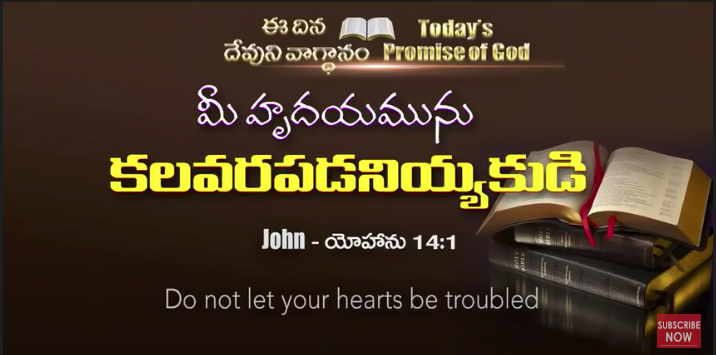 ఈ దిన Today's
దేవుని వాగ్దానం Promise of God
మీ హృదయమును
కలవరపడనియ్యకుడి
John - యోహాను 14:1
Do not let your hearts be troubled
SUBSCRIBE
NOW